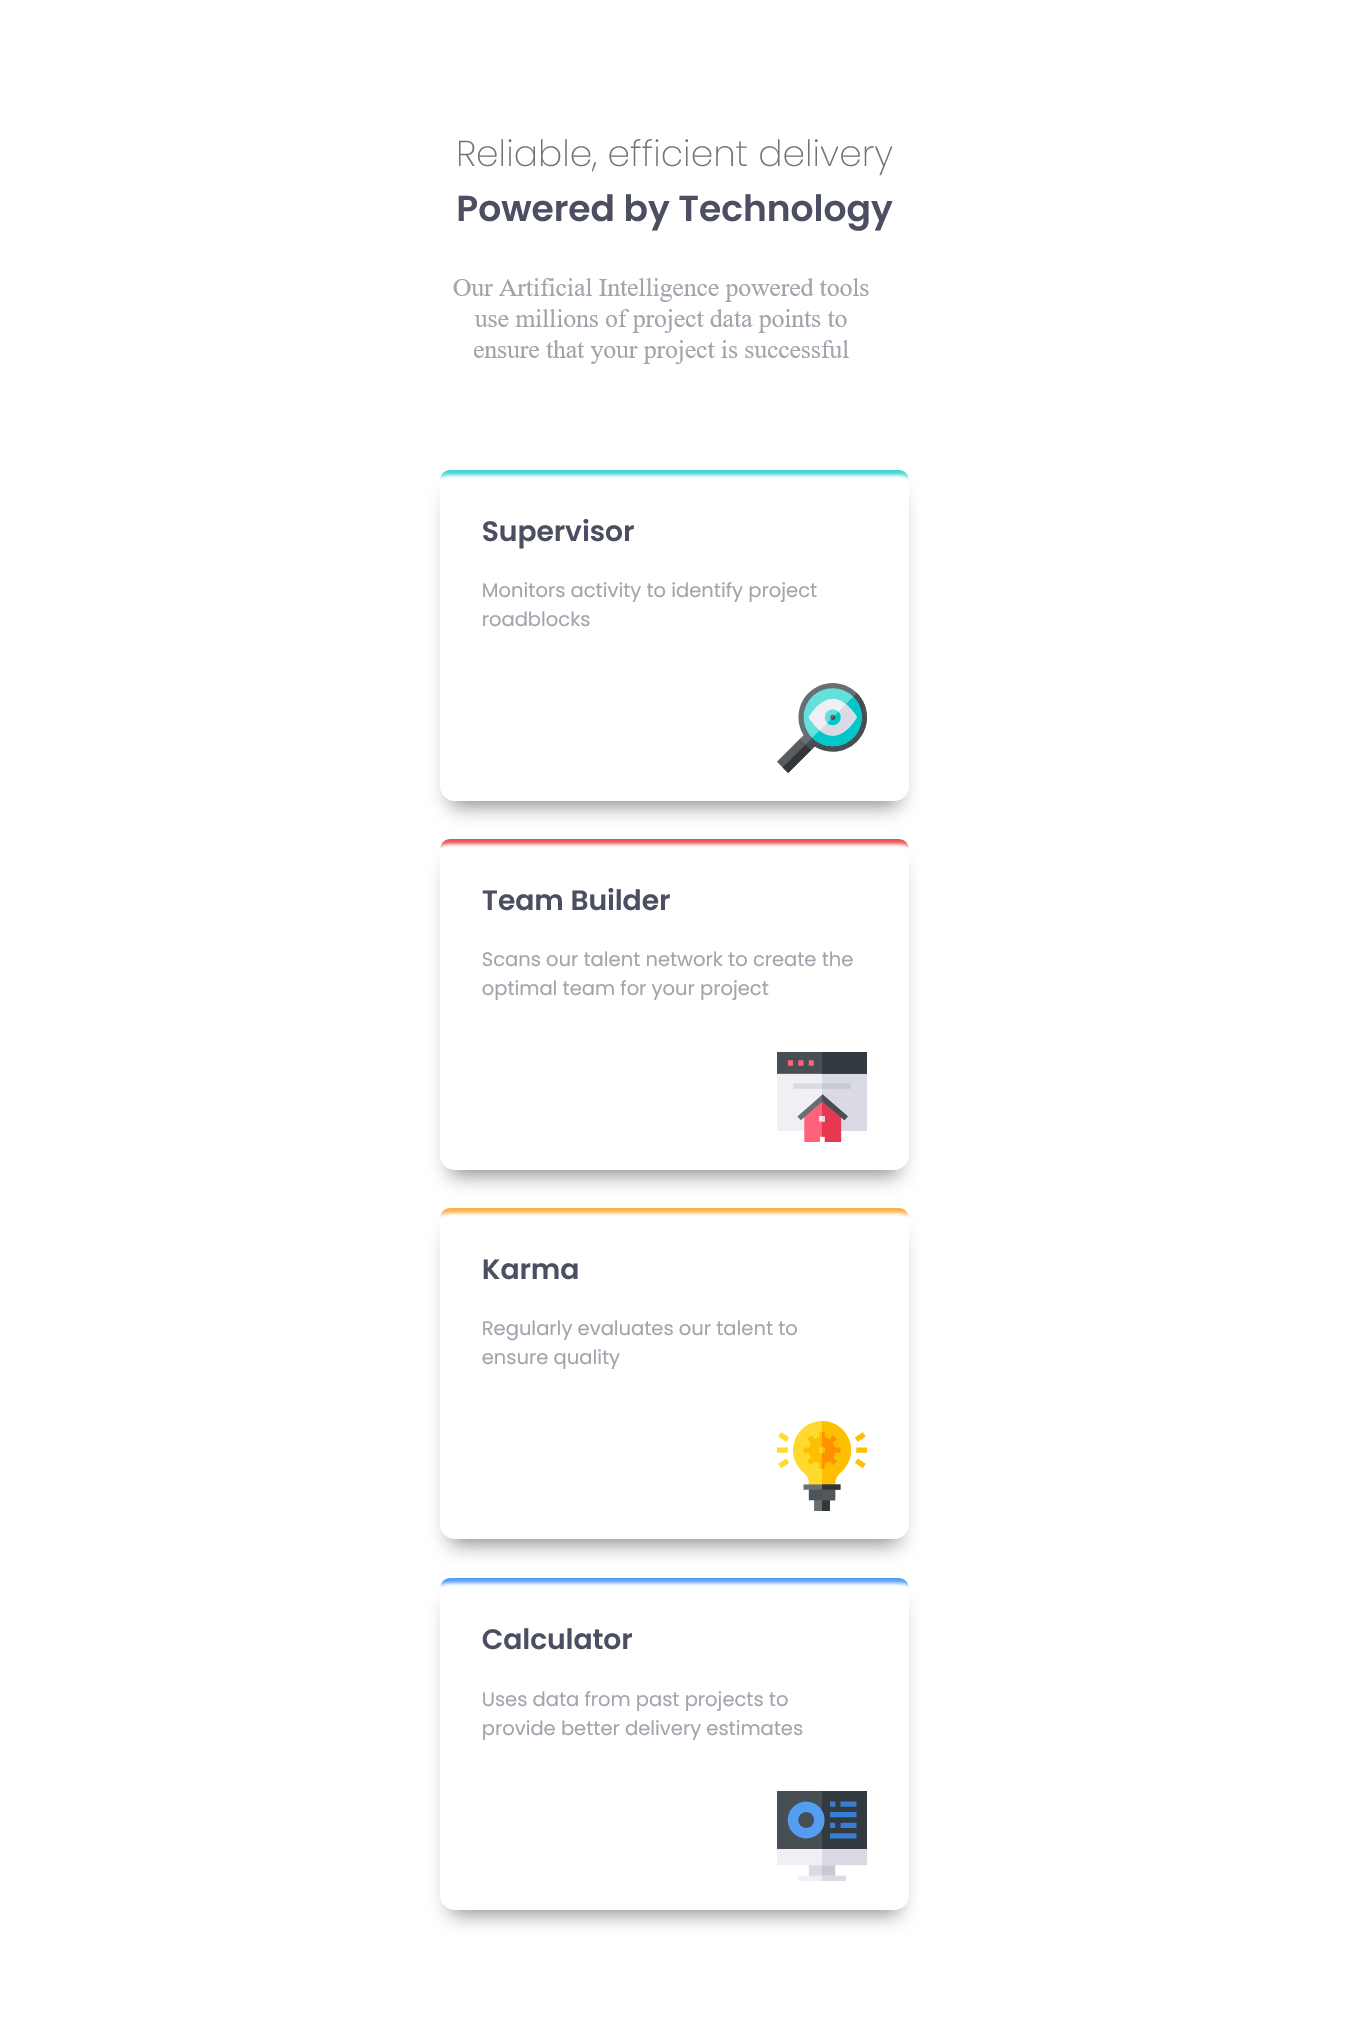 Reliable, efficient delivery
Powered by Technology
Our Artificial Intelligence powered tools
use millions of project data points to
ensure that your project is successful
Supervisor
Monitors activity to identify project
roadblocks
Team Builder
Scans our talent network to create the
optimal team for your project
Karma
Regularly evaluates our talent to
ensure quality
Calculator
Uses data from past projects to
provide better delivery estimates